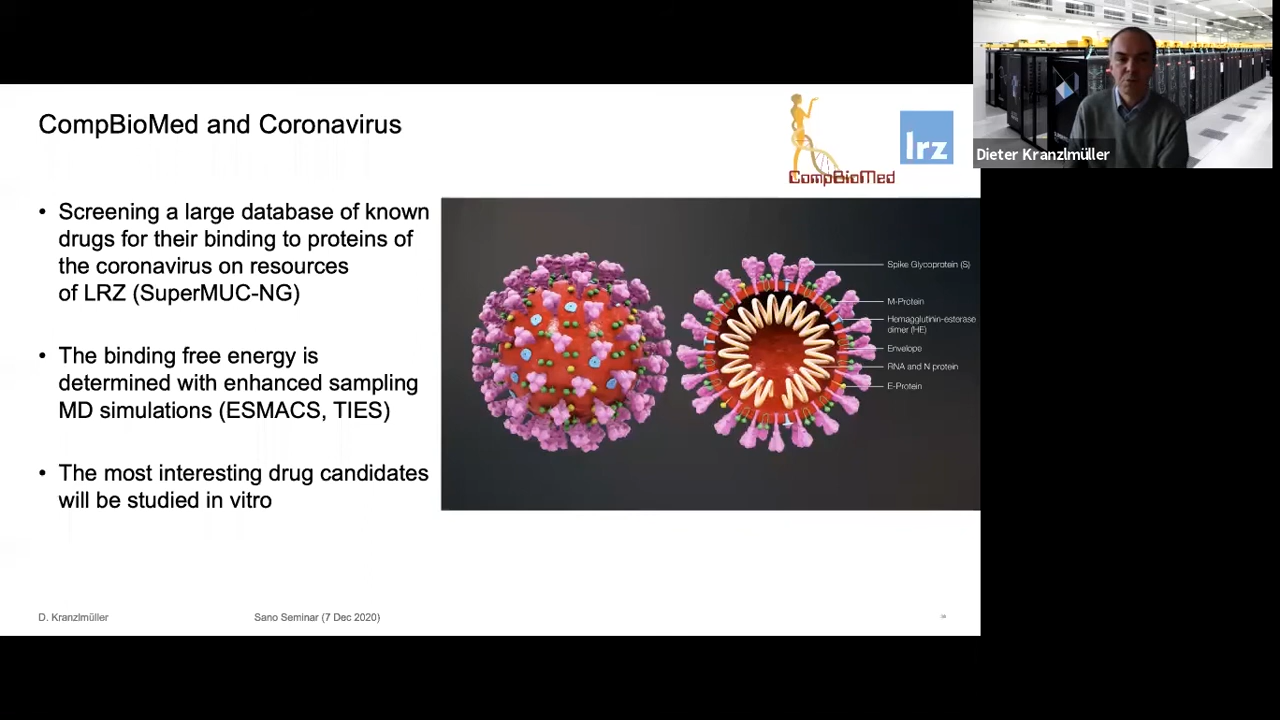 CompBioMed and Coronavirus
CompBioMed
lrz
Dieter Kranzlmüller
• Screening a large database of known
drugs for their binding to proteins of
the coronavirus on resources
of LRZ (SuperMUC-NG)
• The binding free energy is
determined with enhanced sampling
MD simulations (ESMACS, TIES)
• The most interesting drug candidates
will be studied in vitro
Spike Glycoprotein (S)
M-Protein
Hemagglutinin-esterase
dimer (HE)
Envelope
RNA and N protein
E-Protein
D. Kranzlmüller
Sano Seminar (7 Dec 2020)